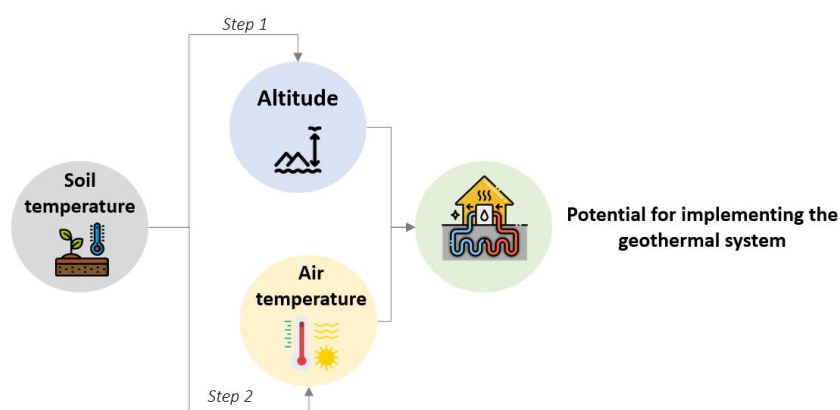 Step 1
Altitude
Soil
temperature
Air
temperature
Step 2
Potential for implementing the
geothermal system